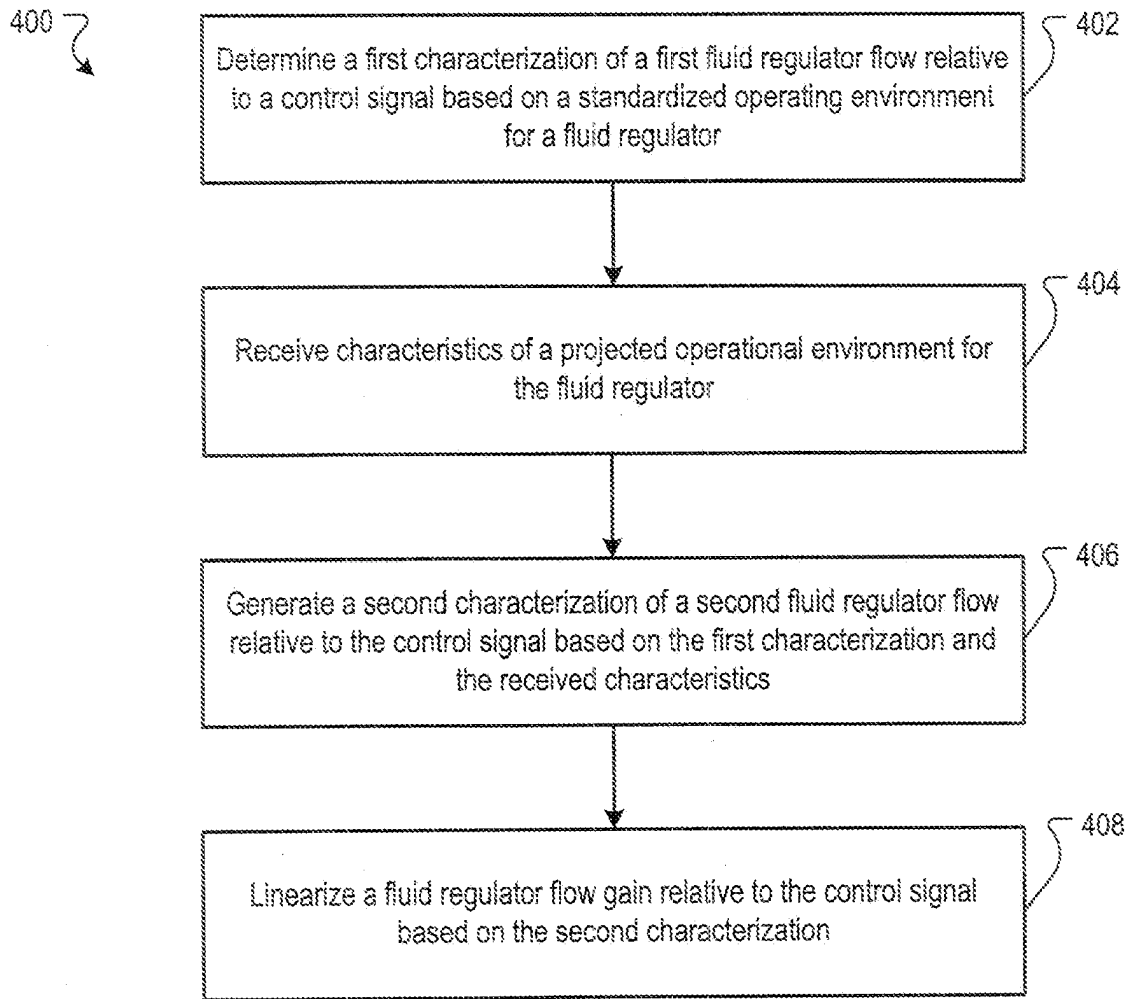 400
402
Determine a first characterization of a first fluid regulator flow relative
to a control signal based on a standardized operating environment
for a fluid regulator
404
Receive characteristics of a projected operational environment for
the fluid regulator
406
Generate a second characterization of a second fluid regulator flow
relative to the control signal based on the first characterization and
the received characteristics
408
Linearize a fluid regulator flow gain relative to the control signal
based on the second characterization